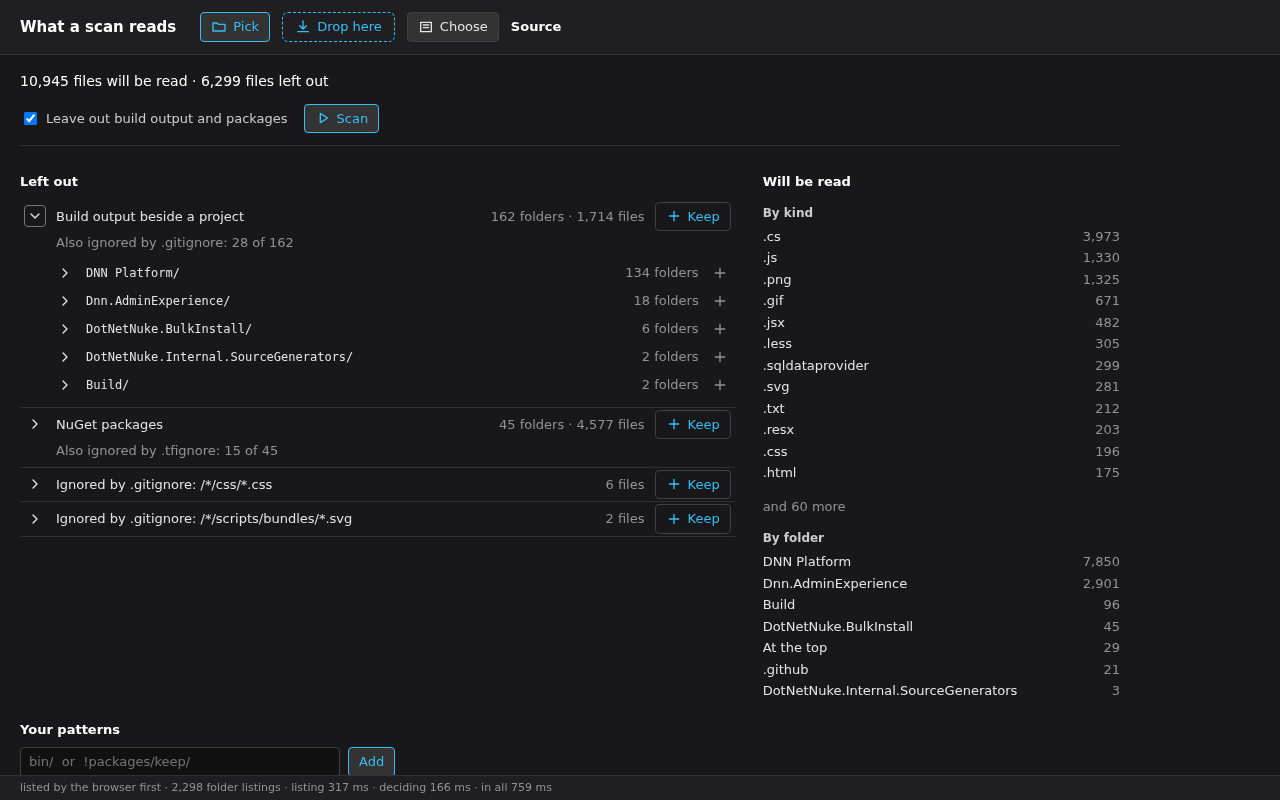 What a scan reads Pick Drop here Choose Source
10,945 files will be read · 6,299 files left out
Leave out build output and packages Scan
Left out
Build output beside a project 162 folders · 1,714 files Keep
Also ignored by .gitignore: 28 of 162
DNN Platform/ 134 folders
Dnn.AdminExperience/ 18 folders
DotNetNuke.BulkInstall/ 6 folders
DotNetNuke.Internal.SourceGenerators/ 2 folders
Build/ 2 folders
NuGet packages 45 folders · 4,577 files Keep
Also ignored by .tfignore: 15 of 45
Ignored by .gitignore: /*/css/*.css 6 files Keep
Ignored by .gitignore: /*/scripts/bundles/*.svg 2 files Keep
Will be read
By kind
.cs 3,973
.js 1,330
.png 1,325
.gif 671
.jsx 482
.less 305
.sqldataprovider 299
.svg 281
.txt 212
.resx 203
.css 196
.html 175
and 60 more
By folder
DNN Platform 7,850
Dnn.AdminExperience 2,901
Build 96
DotNetNuke.BulkInstall 45
At the top 29
.github 21
DotNetNuke.Internal.SourceGenerators 3
Your patterns
bin/ or !packages/keep/ Add
listed by the browser first · 2,298 folder listings · listing 317 ms · deciding 166 ms · in all 759 ms